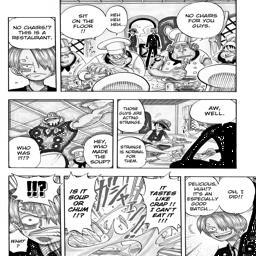 NO CHAIRS
FOR YOU
GUYS.
HEH
HEH
HEH..
SIT
ON THE
FLOOR
!!
NO CHAIRS!?
THIS IS A
RESTAURANT.
AW,
WELL.
THOSE
GUYS ARE
ACTING
STRANGE.
STRANGE
IS NORMAL
FOR
THEM.
HEY,
WHO MADE
THE
SOUP?
WHO
WAS
IT!?
OH, I
DID!!
DELICIOUS,
HUH!?
IT'S AN
ESPECIALLY
GOOD
BATCH...
IT
TASTES
LIKE
CRAP!!
I CAN'T
EAT
IT!!!
IS IT
SOUP
OR
CHUM
!!?
!!?
WHAT
?